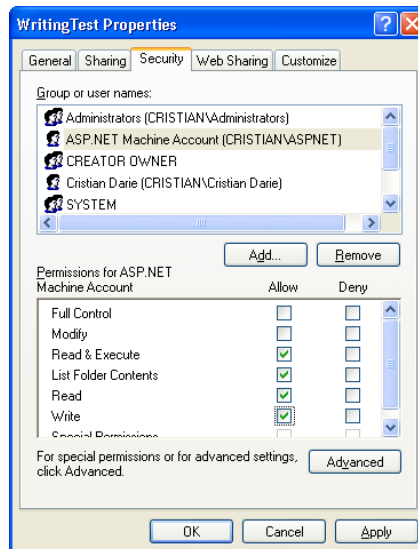 WritingTest Properties
General Sharing Security Web Sharing Customize
Group or user names:
Administrators (CRISTIAN\Administrators)
ASP.NET Machine Account (CRISTIAN\ASPNET)
CREATOR OWNER
Cristian Darie (CRISTIAN\Cristian Darie)
SYSTEM
Add... Remove
Permissions for ASP.NET
Machine Account Allow Deny
Full Control
Modify
Read & Execute
List Folder Contents
Read
Write
Special Permissions
For special permissions or for advanced settings,
click Advanced.
Advanced
OK Cancel Apply